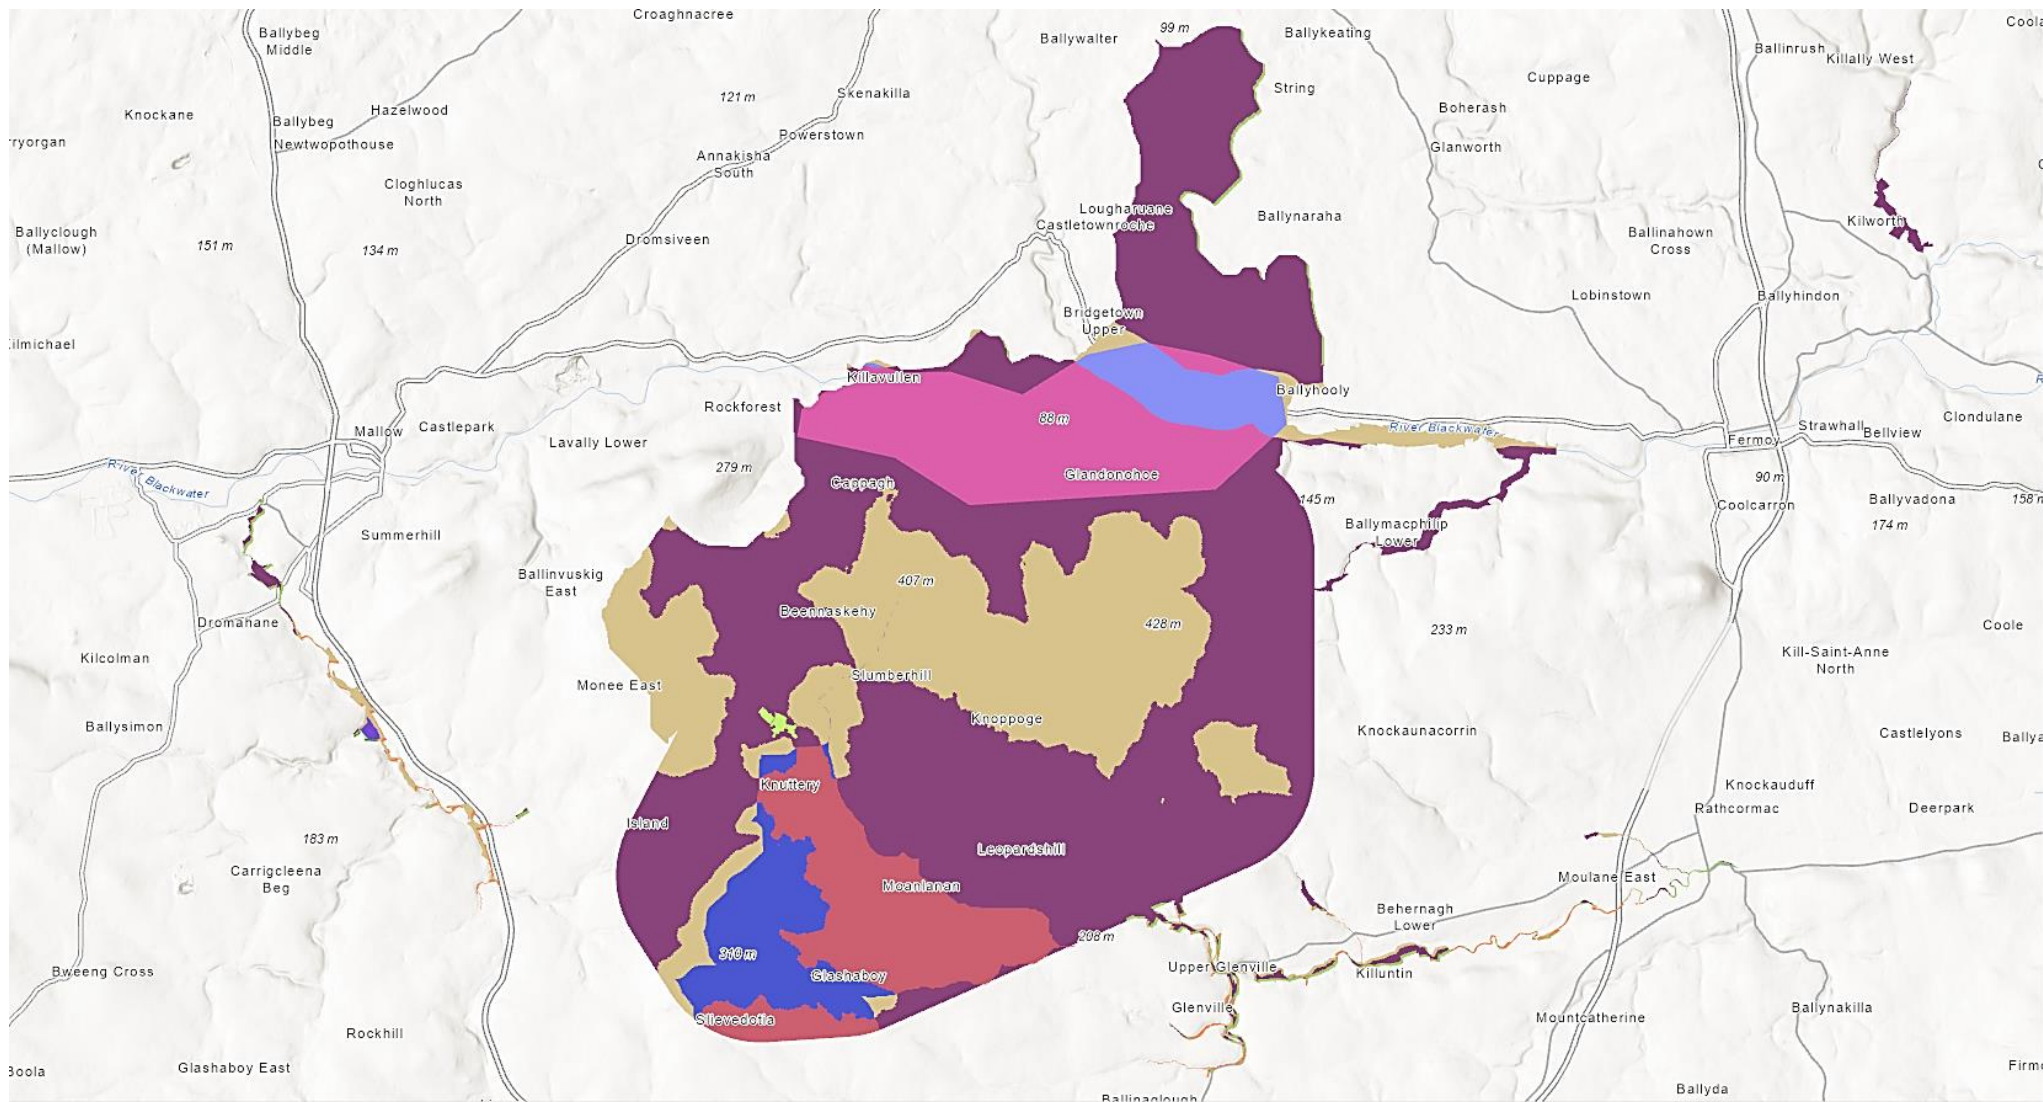 Croaghnacree
Ballybeg
Middle
Ballywalter
99 m
Ballykeating
Ballinrush
Killally West
Cuppage
String
Knockane
Hazelwood
Ballybeg
Newtwopothouse
121 m
Skenakilla
Powerstown
Boherash
Glanworth
rryorgan
Annakisha
South
Cloghlucas
North
Lougharuane
Castletownroche
Ballynaraha
Kilworth
Ballyclough
(Mallow)
151 m
134 m
Dromsiveen
Ballinahown
Cross
Lobinstown
Ballyhindon
Bridgetown
Upper
ilmichael
Killavullen
Ballyhooly
Rockforest
88 m
River Blackwater
Clondulane
Mallow
Castlepark
Lavally Lower
Fermoy
Strawhall
Bellview
River
Blackwater
279 m
Cappagh
Glandonohoe
90 m
145 m
Coolcarron
Ballyvadona
158 m
174 m
Summerhill
Ballymacphilip
Lower
Ballinvuskig
East
407 m
Beennaskehy
428 m
Dromahane
233 m
Coole
Kilcolman
Kill-Saint-Anne
North
Monee East
Slumberhill
Knoppoge
Ballysimon
Knockaunacorrin
Castlelyons
Bally
Knuttery
Knockauduff
Rathcormac
Deerpark
Island
183 m
Leopardshill
Carrigcleena
Beg
Moanlanan
Moulane East
Behernagh
Lower
208 m
310 m
Bweeng Cross
Glashaboy
Upper Glenville
Killuntin
Glenville
Mountcatherine
Ballynakilla
Rockhill
Slievedotia
Boola
Glashaboy East
Firm
Ballyda
Ballinaglough